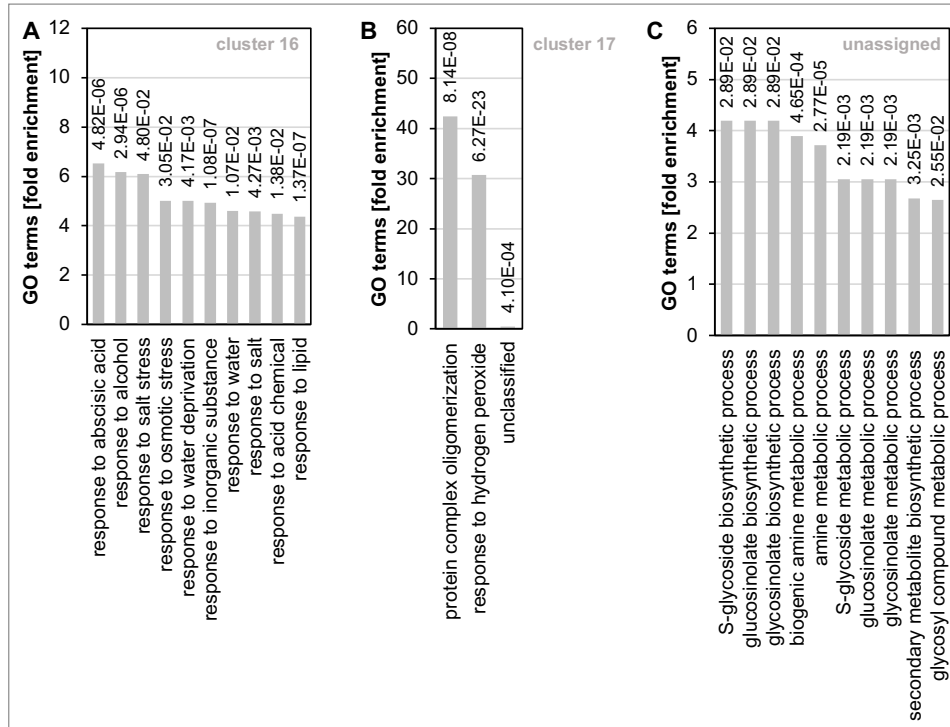 A
cluster 16
GO terms [fold enrichment]
12
10
8
6
4
2
0
4.82E-06
2.94E-06
4.80E-02
3.05E-02
4.17E-03
1.08E-07
1.07E-02
4.27E-03
1.38E-02
1.37E-07
response to abscisic acid
response to alcohol
response to salt stress
response to osmotic stress
response to water deprivation
response to inorganic substance
response to water
response to salt
response to acid chemical
response to lipid
B
cluster 17
GO terms [fold enrichment]
60
50
40
30
20
10
0
8.14E-08
6.27E-23
4.10E-04
protein complex oligomerization
response to hydrogen peroxide
unclassified
C
unassigned
GO terms [fold enrichment]
6
5
4
3
2
1
0
2.89E-02
2.89E-02
2.89E-02
4.65E-04
2.77E-05
2.19E-03
2.19E-03
2.19E-03
3.25E-03
2.55E-02
S-glycoside biosynthetic process
glucosinolate biosynthetic process
glycosinolate biosynthetic process
biogenic amine metabolic process
amine metabolic process
S-glycoside metabolic process
glucosinolate metabolic process
glycosinolate metabolic process
secondary metabolite biosynthetic process
glycosyl compound metabolic process